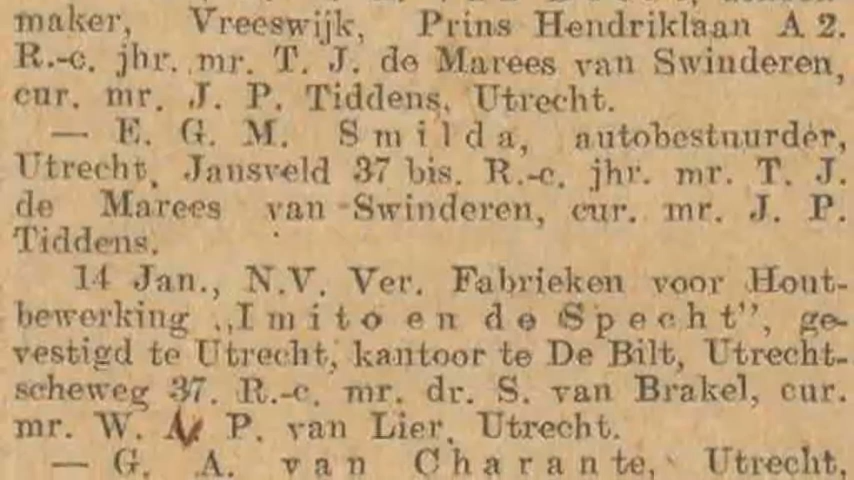 maker, Vreeswijk, Prins Hendriklaan A 2.
R.-c. jhr. mr. T. J. de Marees van Swinderen,
cur. mr. J. P. Tiddens, Utrecht.
— E. G. M. Smilda, autobestuurder,
Utrecht, Jansveld 37 bis. R.-c. jhr. mr. T. J.
de Marees van Swinderen, cur. mr. J. P.
Tiddens.
14 Jan., N.V. Ver. Fabrieken voor Hout-
bewerking „Imito en de Specht”, ge-
vestigd te Utrecht, kantoor te De Bilt, Utrecht-
scheweg 37. R.-c. mr. dr. S. van Brakel, cur.
mr. W. A. P. van Lier, Utrecht.
— G. A. van Charante, Utrecht,